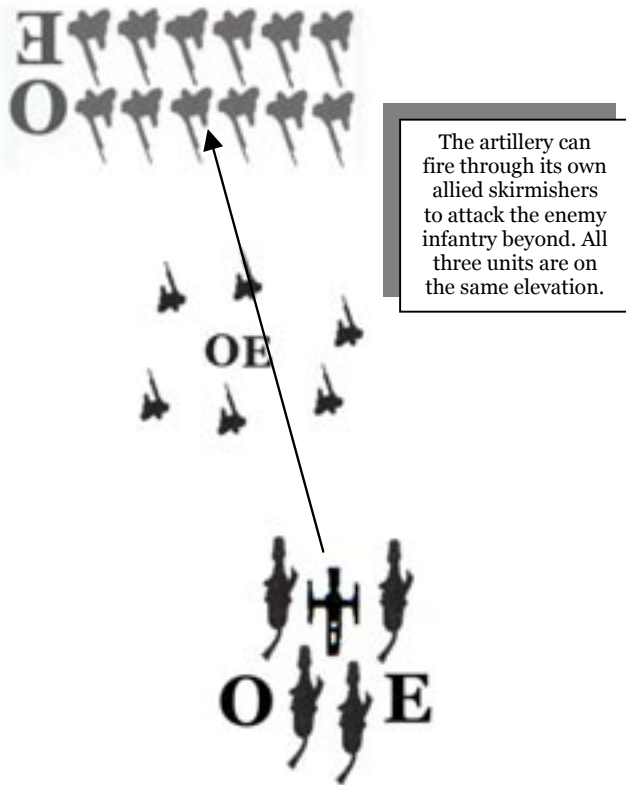 E
O
The artillery can
fire through its own
allied skirmishers
to attack the enemy
infantry beyond. All
three units are on
the same elevation.
OE
O E